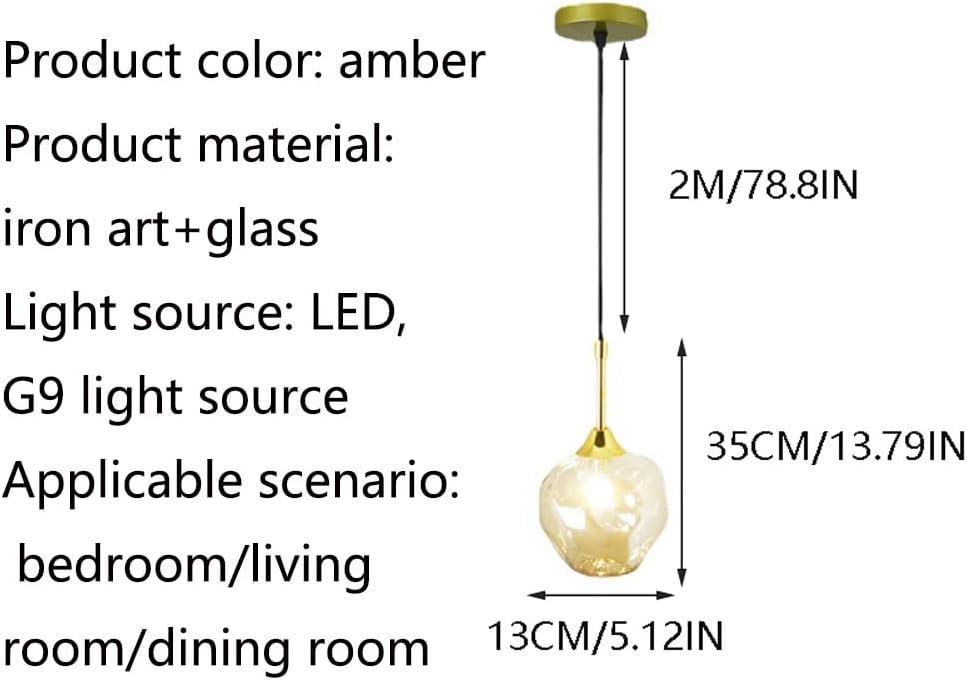 Product color: amber
Product material:
iron art+glass
Light source: LED,
G9 light source
Applicable scenario:
bedroom/living
room/dining room
2M/78.8IN
35CM/13.79IN
13CM/5.12IN